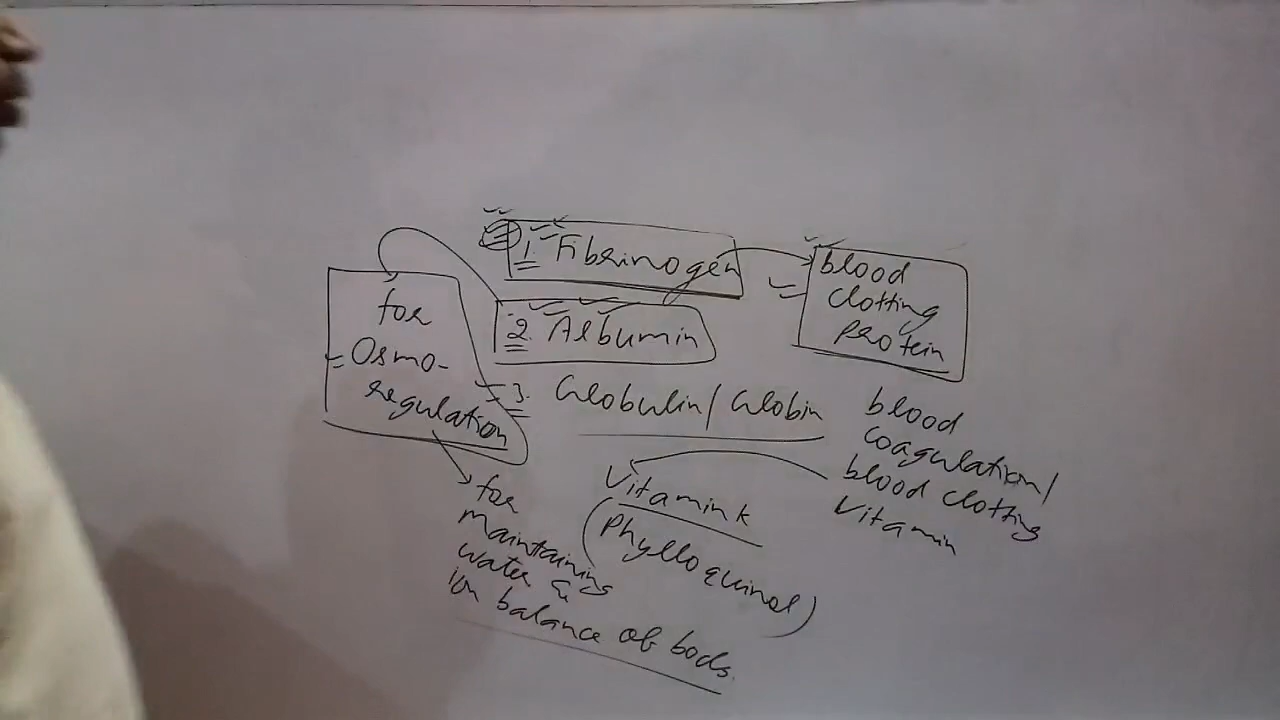 1. Fibrinogen
blood
clotting
protein
2. Albumin
for
Osmo-
regulation
3. Globulin/Globin
blood
coagulation/
blood clotting
vitamin
Vitamin K
(Phylloquinol)
for
maintaining
water &
ion balance of body.